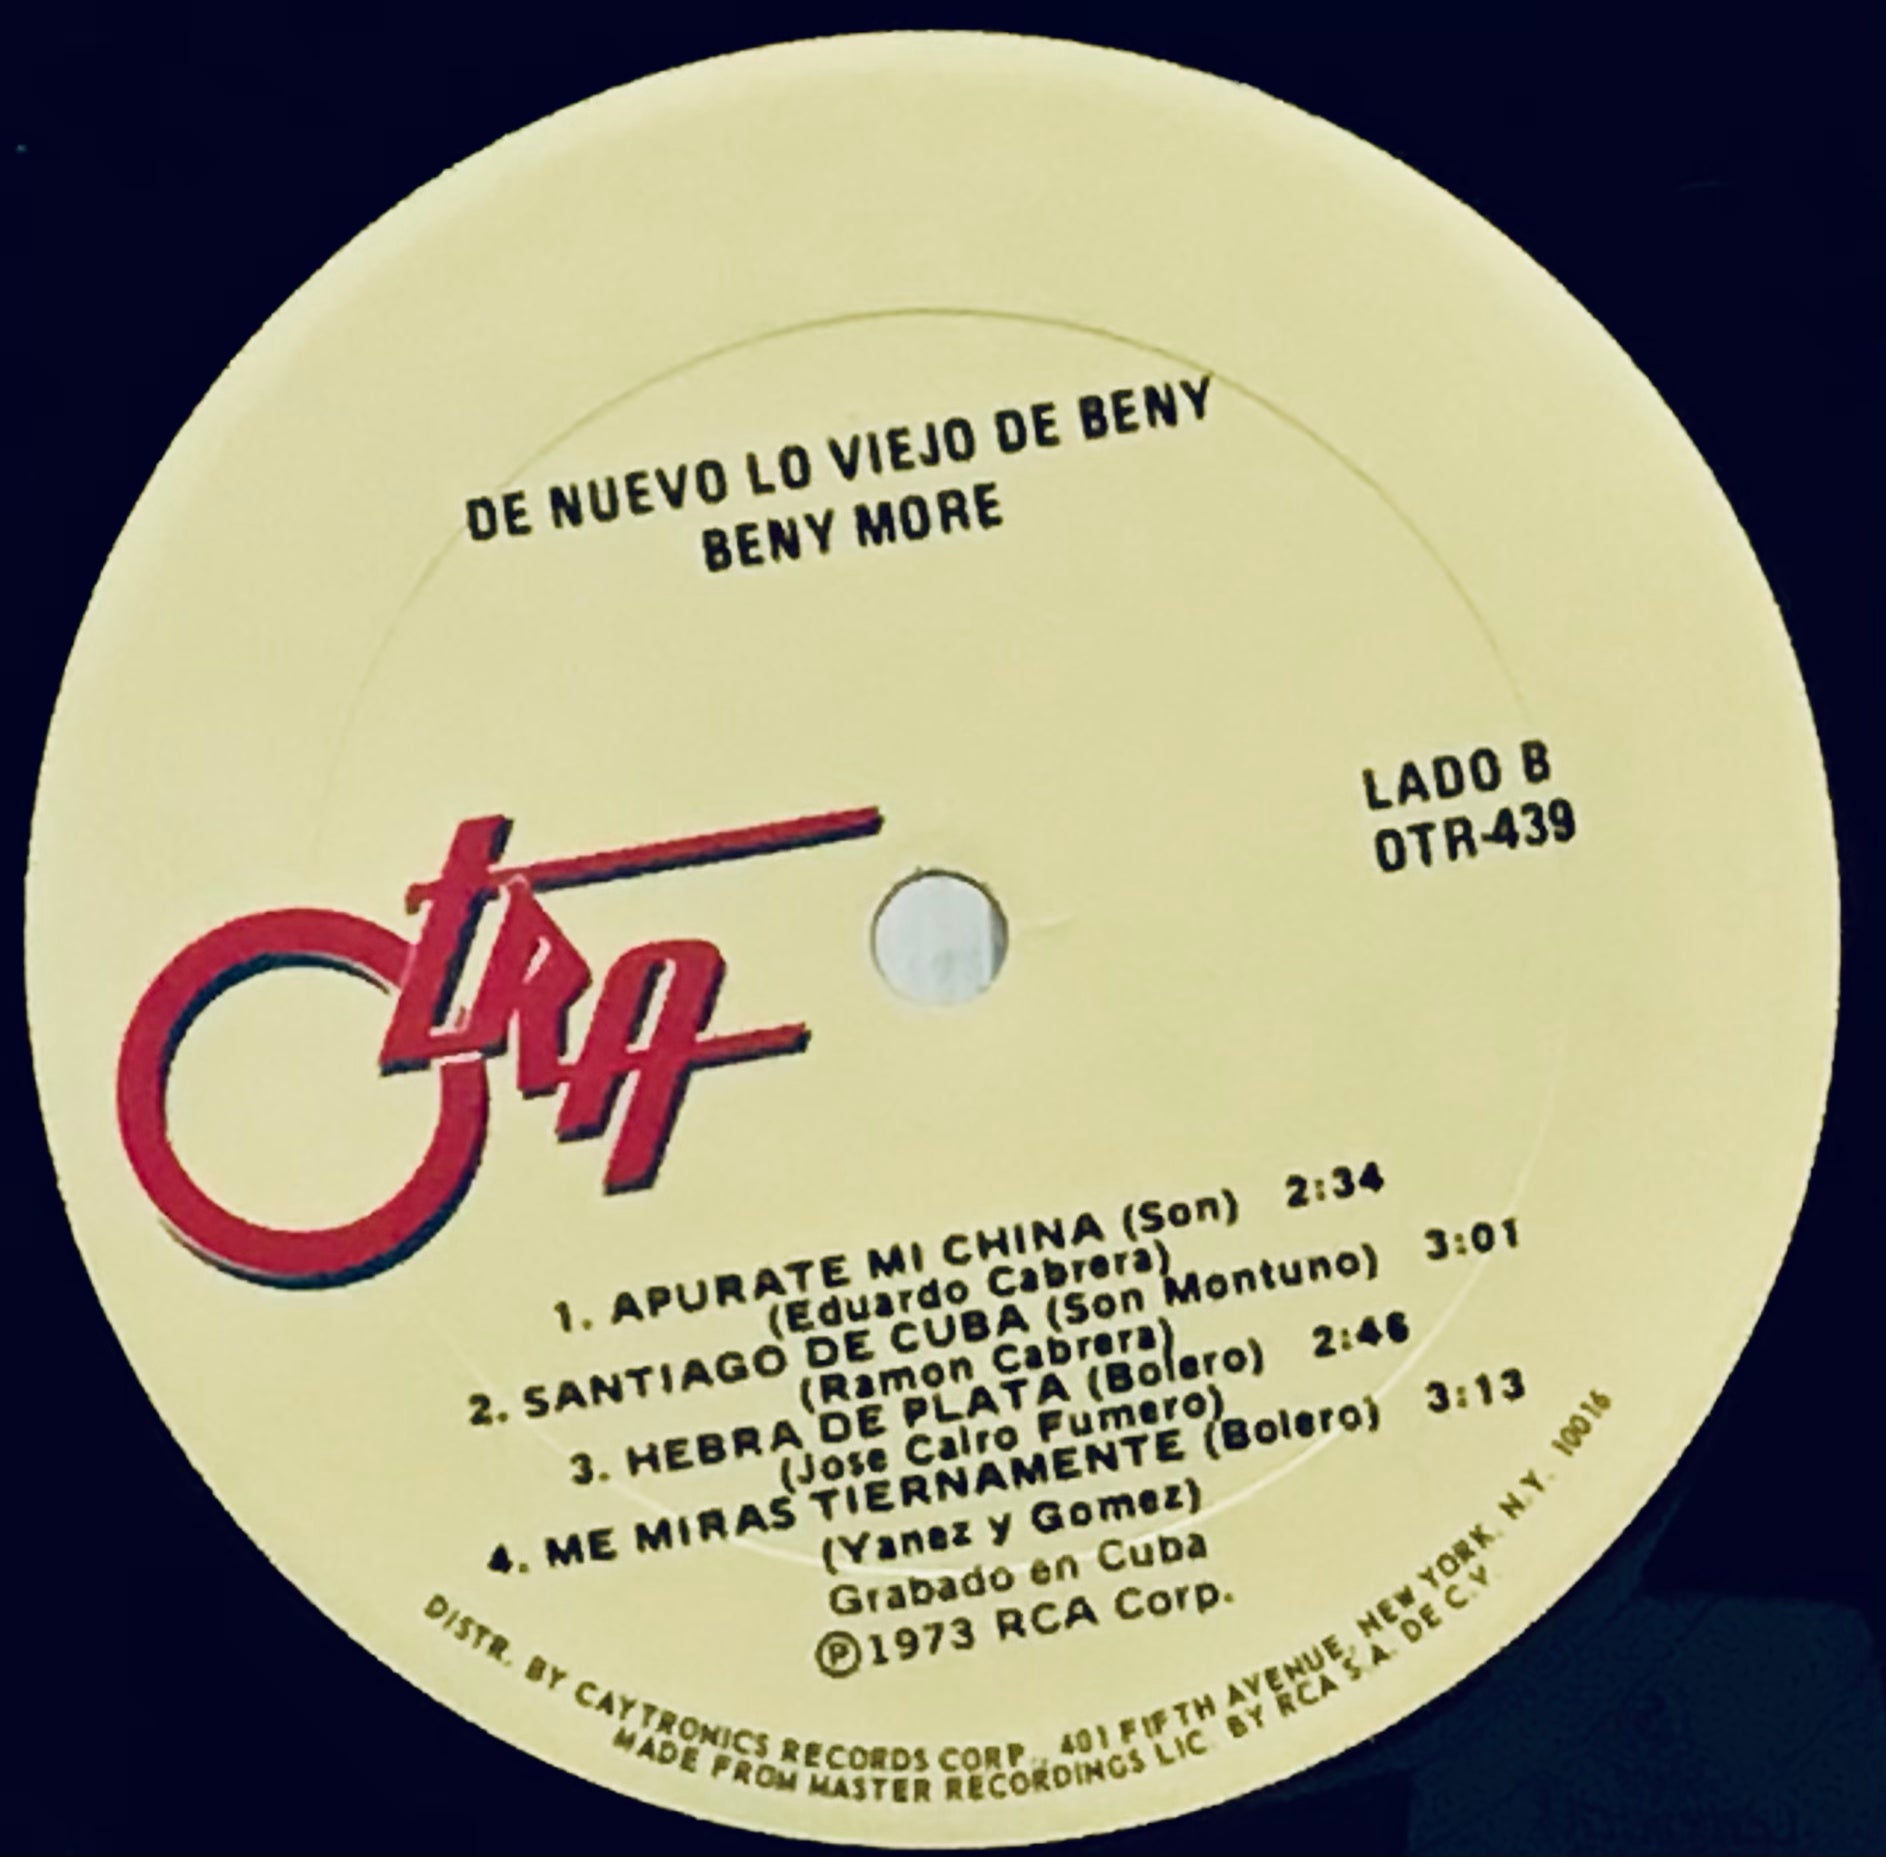 DE NUEVO LO VIEJO DE BENY
BENY MORE
LADO B
OTR-439
OtRA
1. APURATE MI CHINA (Son) 2:34
(Eduardo Cabrera)
2. SANTIAGO DE CUBA (Son Montuno) 3:01
(Ramon Cabrera)
3. HEBRA DE PLATA (Bolero) 2:46
(Jose Cairo Fumero)
4. ME MIRAS TIERNAMENTE (Bolero) 3:13
(Yanez y Gomez)
Grabado en Cuba
Ⓟ1973 RCA Corp.
DISTR. BY CAYTRONICS RECORDS CORP., 401 FIFTH AVENUE, NEW YORK, N.Y. 10016
MADE FROM MASTER RECORDINGS LIC. BY RCA S.A. DE C.V.